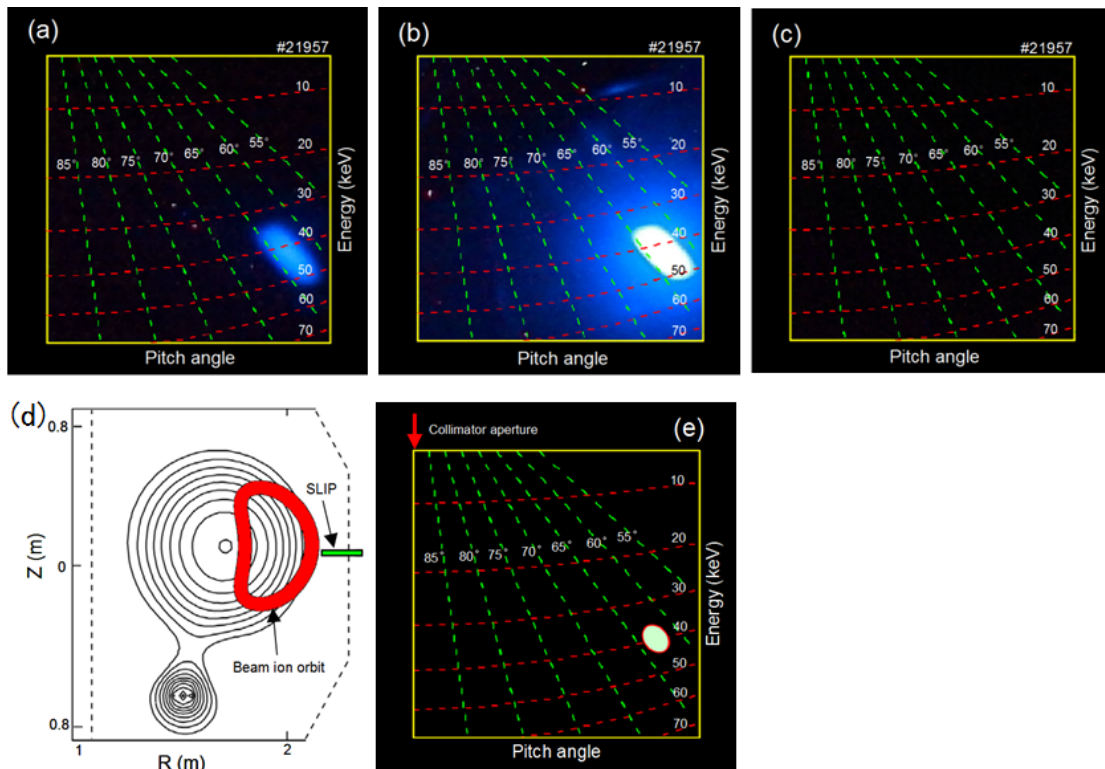 (a)
#21957
10
20
85° 80° 75° 70° 65° 60° 55°
30
40
50
60
70
Energy (keV)
Pitch angle
(b)
#21957
10
20
85° 80° 75° 70° 65° 60° 55°
30
40
50
60
70
Energy (keV)
Pitch angle
(c)
#21957
10
20
85° 80° 75° 70° 65° 60° 55°
30
40
50
60
70
Energy (keV)
Pitch angle
(d)
0.8
SLIP
Z (m)
0
Beam ion orbit
0.8
1 2
R (m)
Collimator aperture
(e)
10
20
85° 80° 75° 70° 65° 60° 55°
30
40
50
60
70
Energy (keV)
Pitch angle